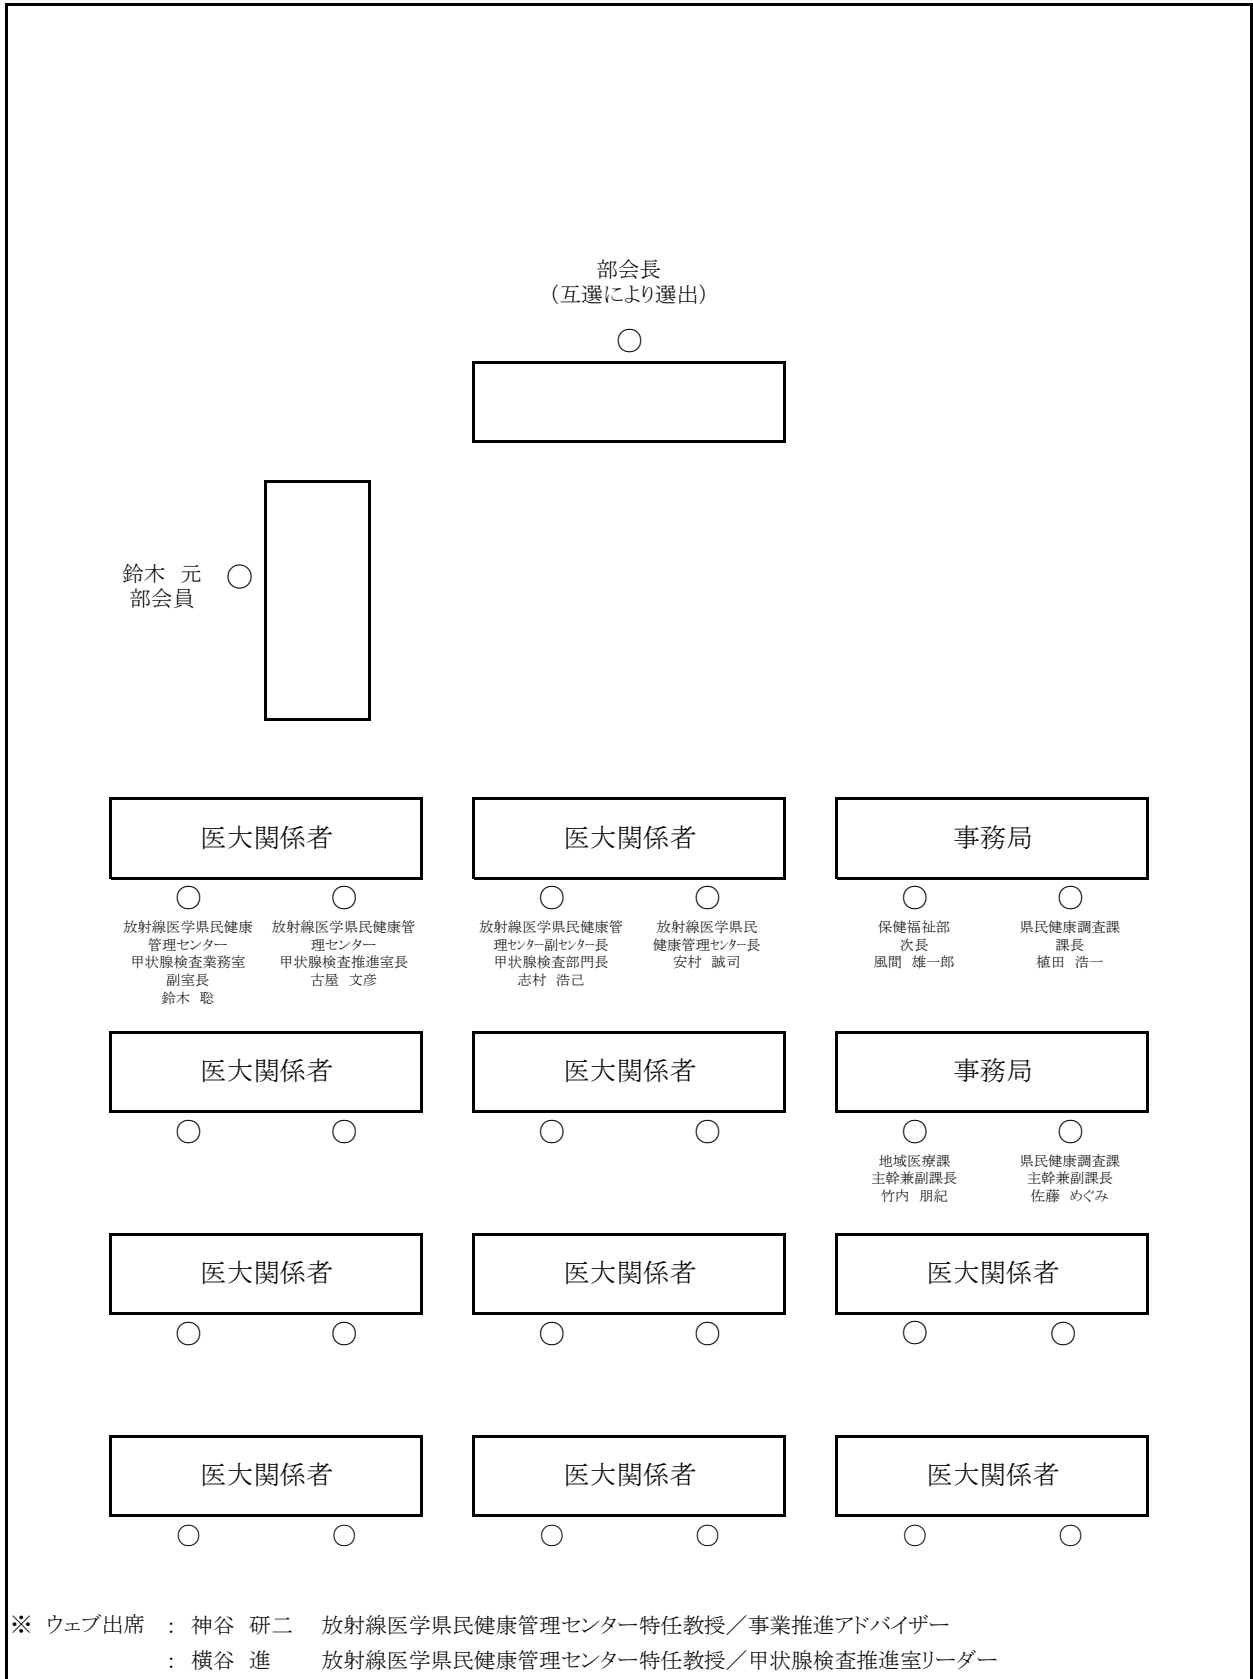 部会長
（互選により選出）
○
鈴木　元　○
部会員
医大関係者
○　○
放射線医学県民健康
管理センター
甲状腺検査業務室
副室長
鈴木　聡
放射線医学県民健康管
理センター
甲状腺検査推進室長
古屋　文彦
医大関係者
○　○
放射線医学県民健康管
理センター副センター長
甲状腺検査部門長
志村　浩己
放射線医学県民
健康管理センター長
安村　誠司
事務局
○　○
保健福祉部
次長
風間　雄一郎
県民健康調査課
課長
植田　浩一
医大関係者
○　○
医大関係者
○　○
事務局
○　○
地域医療課
主幹兼副課長
竹内　朋紀
県民健康調査課
主幹兼副課長
佐藤　めぐみ
医大関係者
○　○
医大関係者
○　○
医大関係者
○　○
医大関係者
○　○
医大関係者
○　○
医大関係者
○　○
※　ウェブ出席　：　神谷　研二　放射線医学県民健康管理センター特任教授／事業推進アドバイザー
：　横谷　進　放射線医学県民健康管理センター特任教授／甲状腺検査推進室リーダー